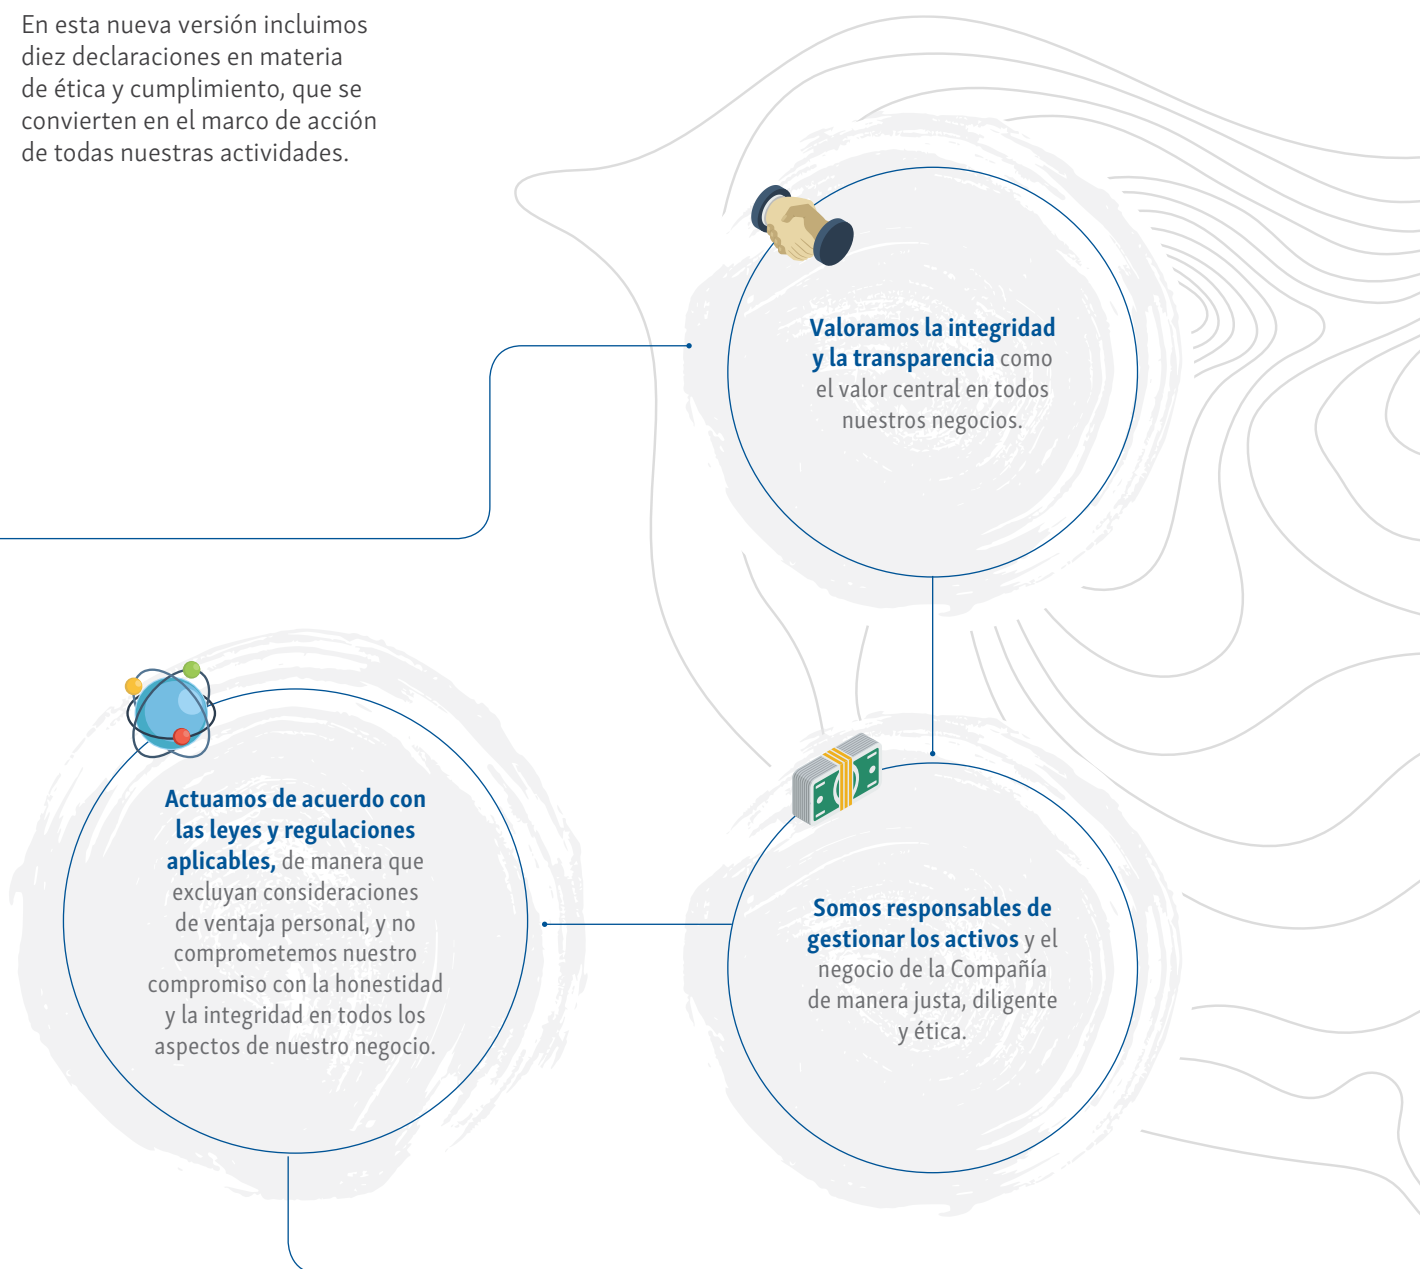 En esta nueva versión incluimos
diez declaraciones en materia
de ética y cumplimiento, que se
convierten en el marco de acción
de todas nuestras actividades.
Valoramos la integridad
y la transparencia como
el valor central en todos
nuestros negocios.
Somos responsables de
gestionar los activos y el
negocio de la Compañía
de manera justa, diligente
y ética.
Actuamos de acuerdo con
las leyes y regulaciones
aplicables, de manera que
excluyan consideraciones
de ventaja personal, y no
comprometemos nuestro
compromiso con la honestidad
y la integridad en todos los
aspectos de nuestro negocio.